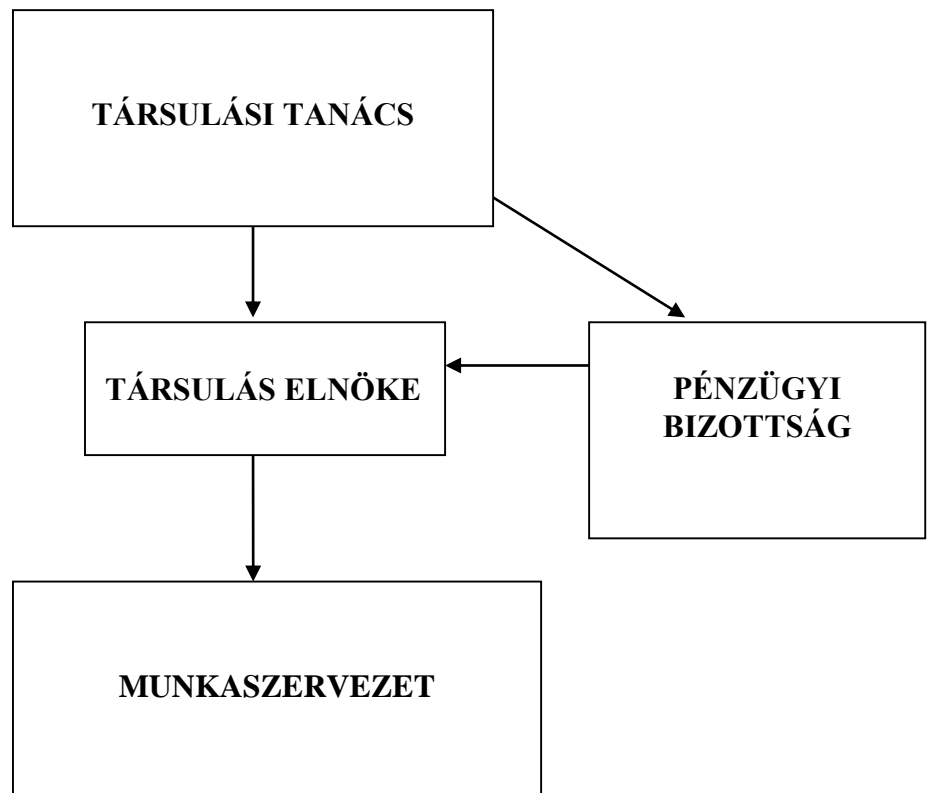 TÁRSULÁSI TANÁCS
TÁRSULÁS ELNÖKE
PÉNZÜGYI
BIZOTTSÁG
MUNKASZERVEZET